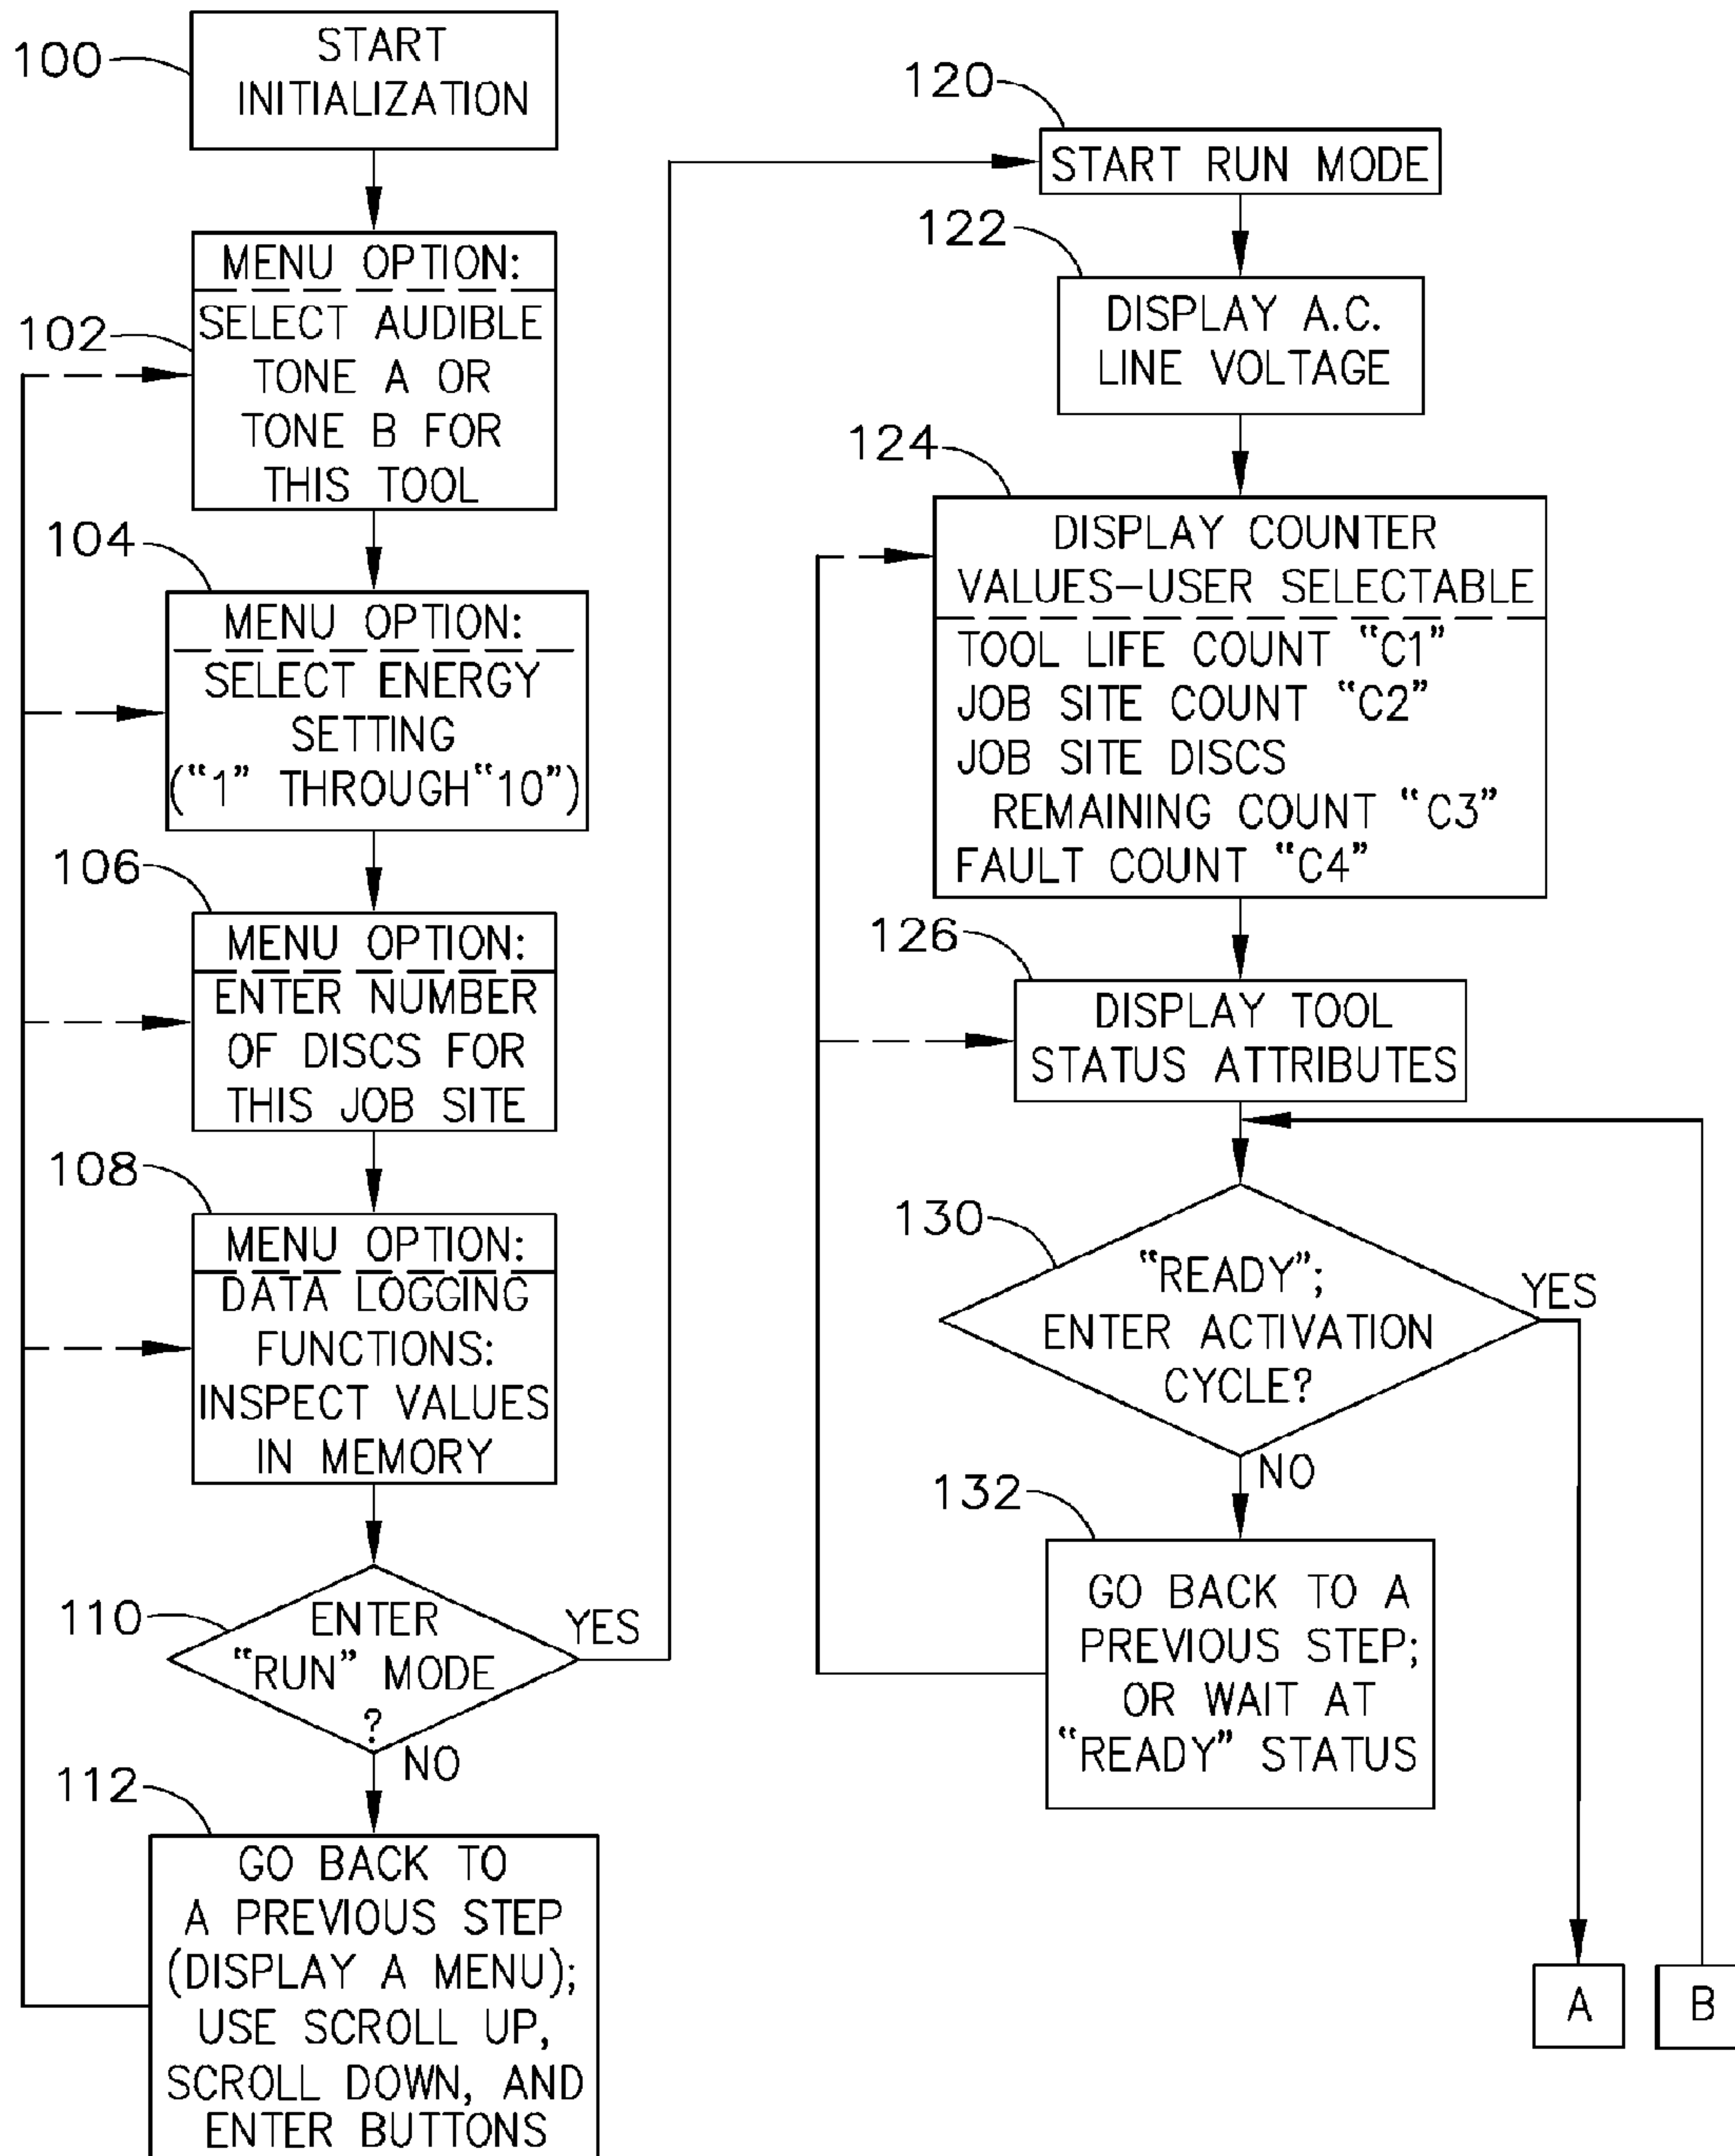 100
START
INITIALIZATION
102
MENU OPTION:
SELECT AUDIBLE
TONE A OR
TONE B FOR
THIS TOOL
104
MENU OPTION:
SELECT ENERGY
SETTING
(“1” THROUGH“10”)
106
MENU OPTION:
ENTER NUMBER
OF DISCS FOR
THIS JOB SITE
108
MENU OPTION:
DATA LOGGING
FUNCTIONS:
INSPECT VALUES
IN MEMORY
110
ENTER
“RUN” MODE
?
YES
NO
112
GO BACK TO
A PREVIOUS STEP
(DISPLAY A MENU);
USE SCROLL UP,
SCROLL DOWN, AND
ENTER BUTTONS
120
START RUN MODE
122
DISPLAY A.C.
LINE VOLTAGE
124
DISPLAY COUNTER
VALUES–USER SELECTABLE
TOOL LIFE COUNT “C1”
JOB SITE COUNT “C2”
JOB SITE DISCS
REMAINING COUNT “C3”
FAULT COUNT “C4”
126
DISPLAY TOOL
STATUS ATTRIBUTES
130
“READY”;
ENTER ACTIVATION
CYCLE?
YES
NO
132
GO BACK TO A
PREVIOUS STEP;
OR WAIT AT
“READY” STATUS
A
B